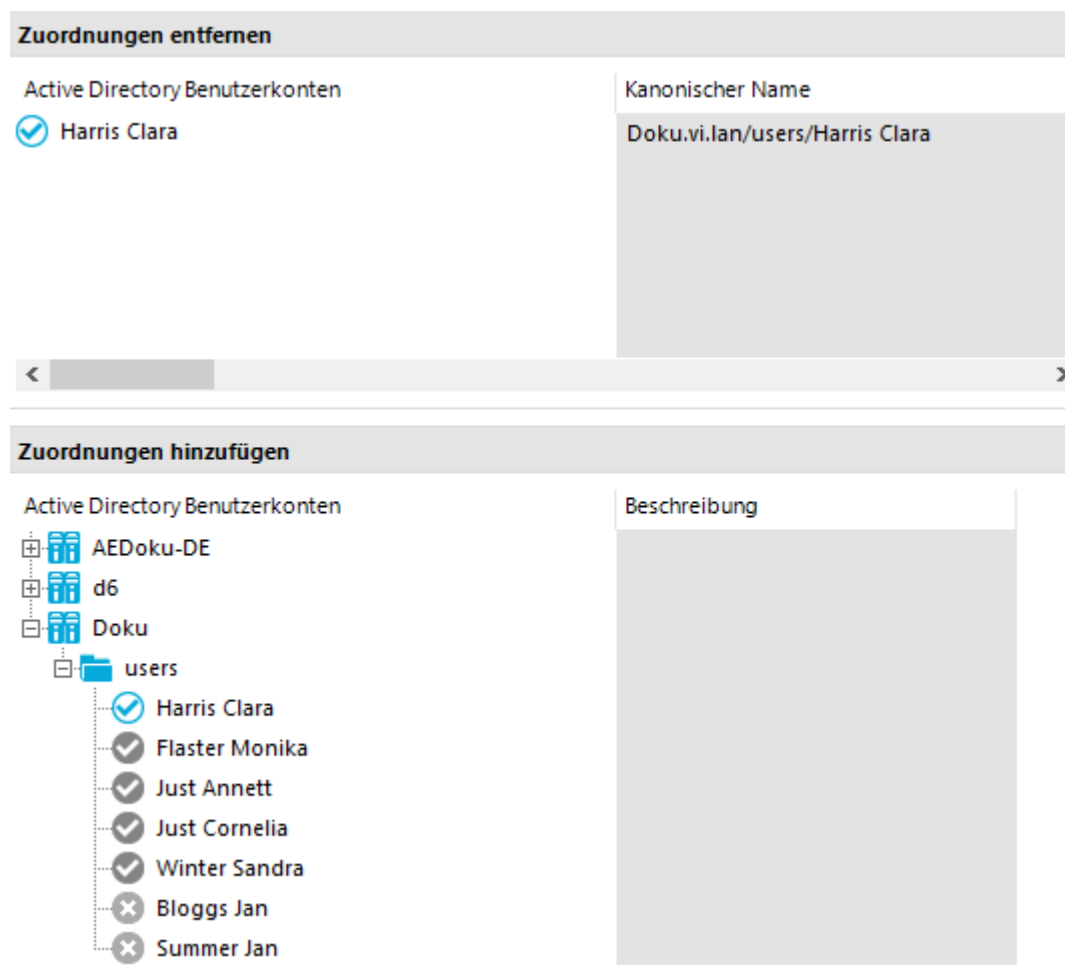 Zuordnungen entfernen
Active Directory Benutzerkonten Kanonischer Name
Harris Clara Doku.vi.lan/users/Harris Clara
Zuordnungen hinzufügen
Active Directory Benutzerkonten Beschreibung
AEDoku-DE
d6
Doku
users
Harris Clara
Flaster Monika
Just Annett
Just Cornelia
Winter Sandra
Bloggs Jan
Summer Jan